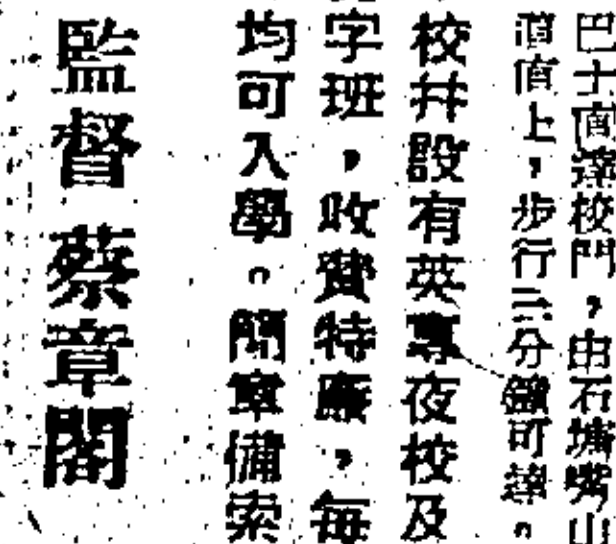 巴士直達校門，由石塘嘴山
道直上，步行三分鐘可達。
校并設有英專夜校及
字班，收費特廉，每
均可入學。簡章備索
監督 蔡章閣